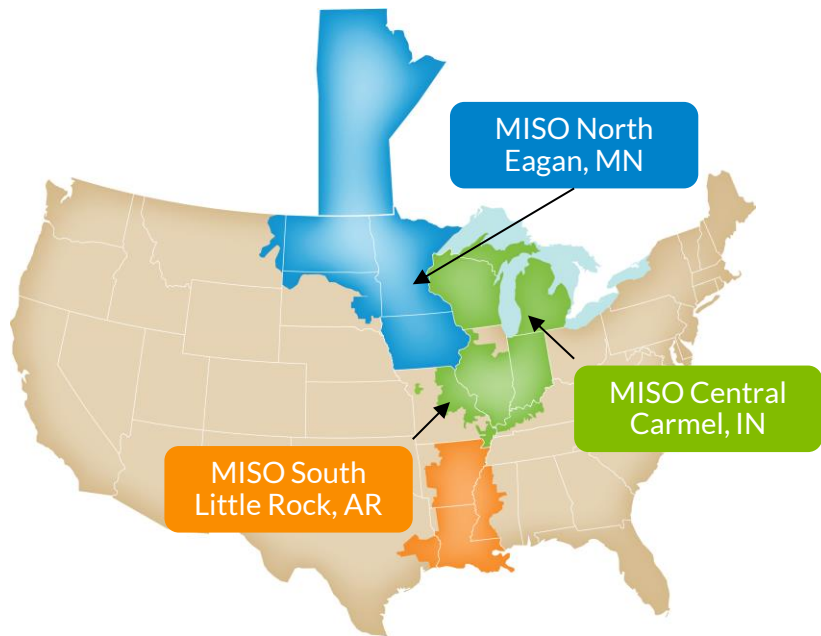 MISO North
Eagan, MN
MISO Central
Carmel, IN
MISO South
Little Rock, AR